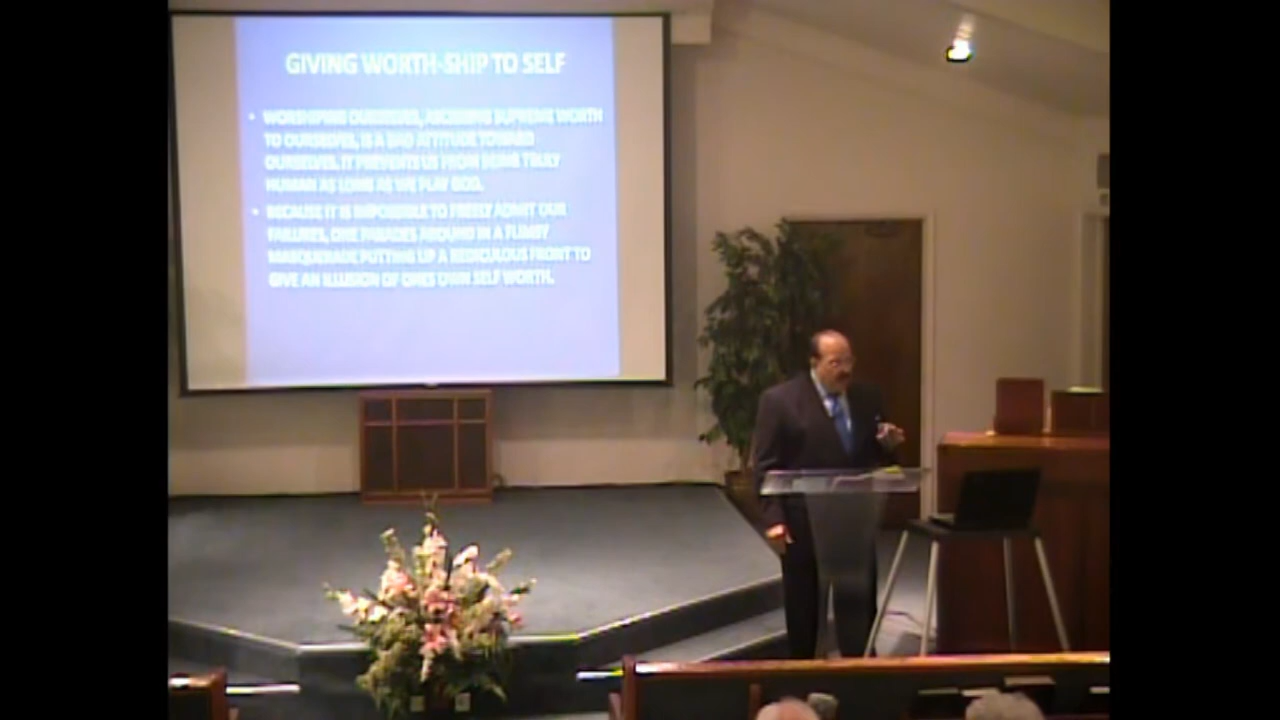 GIVING WORTH-SHIP TO SELF
• WORSHIPING OURSELVES, ASCRIBING SUPREME WORTH
TO OURSELVES, IS A BAD ATTITUDE TOWARD
OURSELVES. IT PREVENTS US FROM BEING TRULY
HUMAN AS LONG AS WE PLAY GOD.
• BECAUSE IT IS IMPOSSIBLE TO FREELY ADMIT OUR
FAILURES, ONE PARADES AROUND IN A FLIMSY
MASQUERADE PUTTING UP A REDICULOUS FRONT TO
GIVE AN ILLUSION OF ONES OWN SELF WORTH.